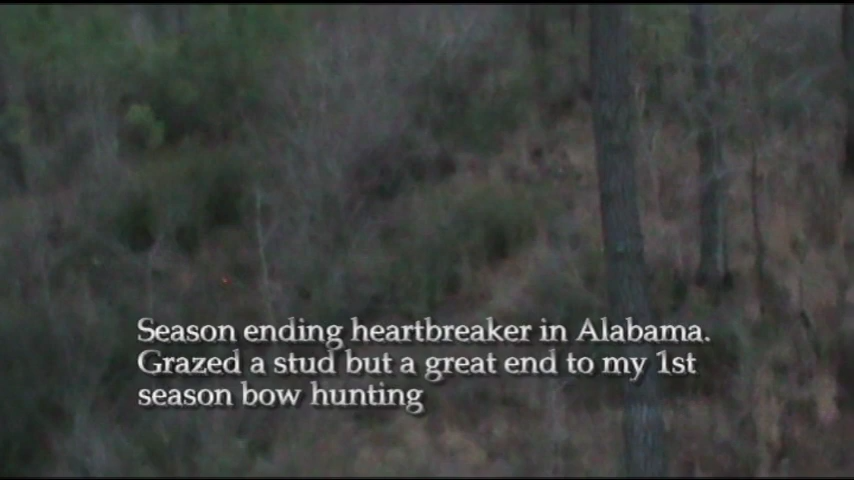 Season ending heartbreaker in Alabama.
Grazed a stud but a great end to my 1st
season bow hunting